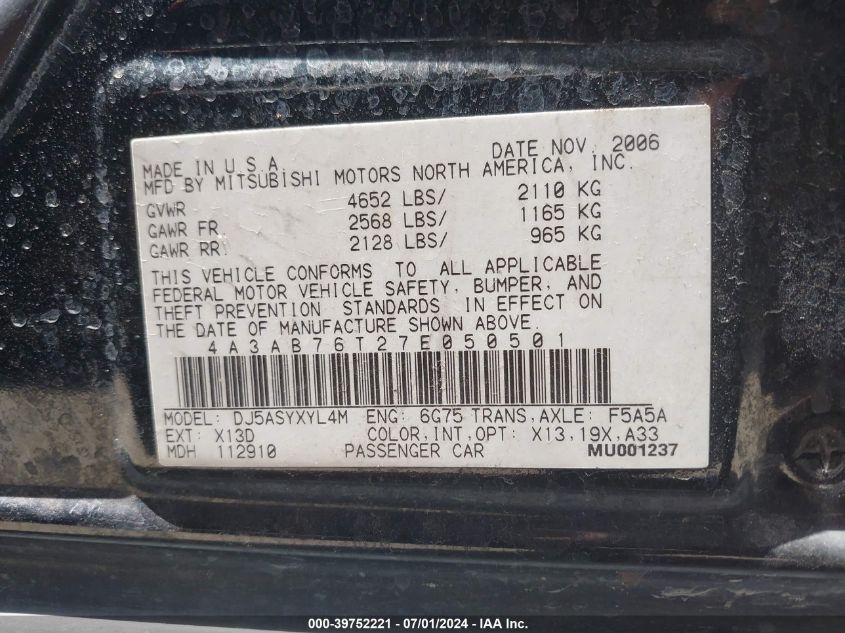 DATE NOV. 2006
MADE IN U.S.A.
MFD BY MITSUBISHI MOTORS NORTH AMERICA, INC.
GVWR 4652 LBS/ 2110 KG
GAWR FR. 2568 LBS/ 1165 KG
GAWR RR. 2128 LBS/ 965 KG
THIS VEHICLE CONFORMS TO ALL APPLICABLE
FEDERAL MOTOR VEHICLE SAFETY, BUMPER, AND
THEFT PREVENTION STANDARDS IN EFFECT ON
THE DATE OF MANUFACTURE SHOWN ABOVE.
4A3AB76T27E050501
MODEL: DJ5ASYXYL4M ENG: 6G75 TRANS,AXLE: F5A5A
EXT: X13D COLOR,INT,OPT: X13,19X,A33
MDH 112910 PASSENGER CAR MU001237
000-39752221 - 07/01/2024 - IAA Inc.